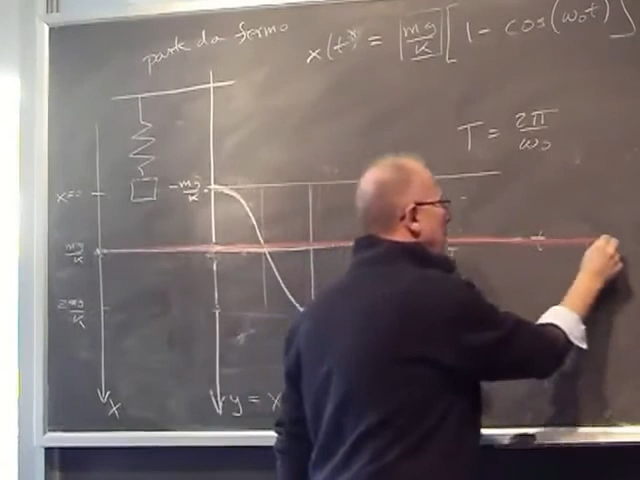 parte da fermo
x(t) = mg/K [1 - cos(ω₀t)]
T = 2π/ω₀
x=0
-mg/K
mg/K
2mg/K
t
x
y = x